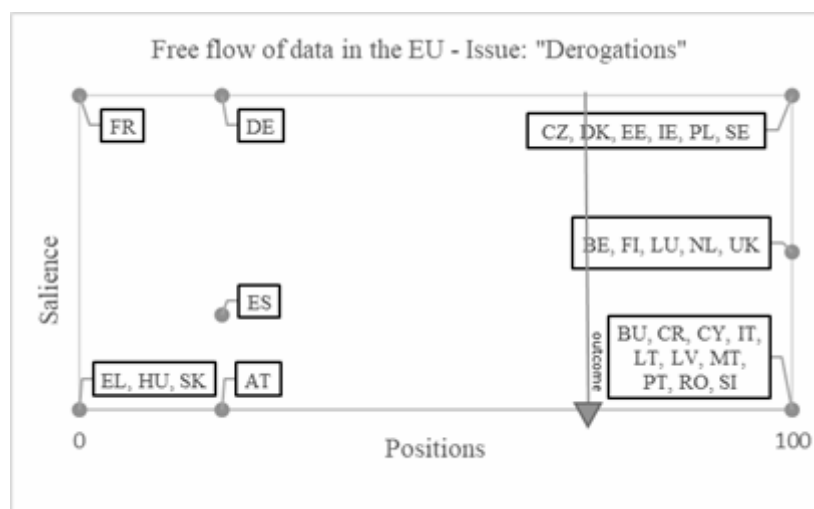 Free flow of data in the EU - Issue: "Derogations"
FR
DE
CZ, DK, EE, IE, PL, SE
BE, FI, LU, NL, UK
Salience
ES
outcome
BU, CR, CY, IT,
LT, LV, MT,
PT, RO, SI
EL, HU, SK
AT
0
Positions
100